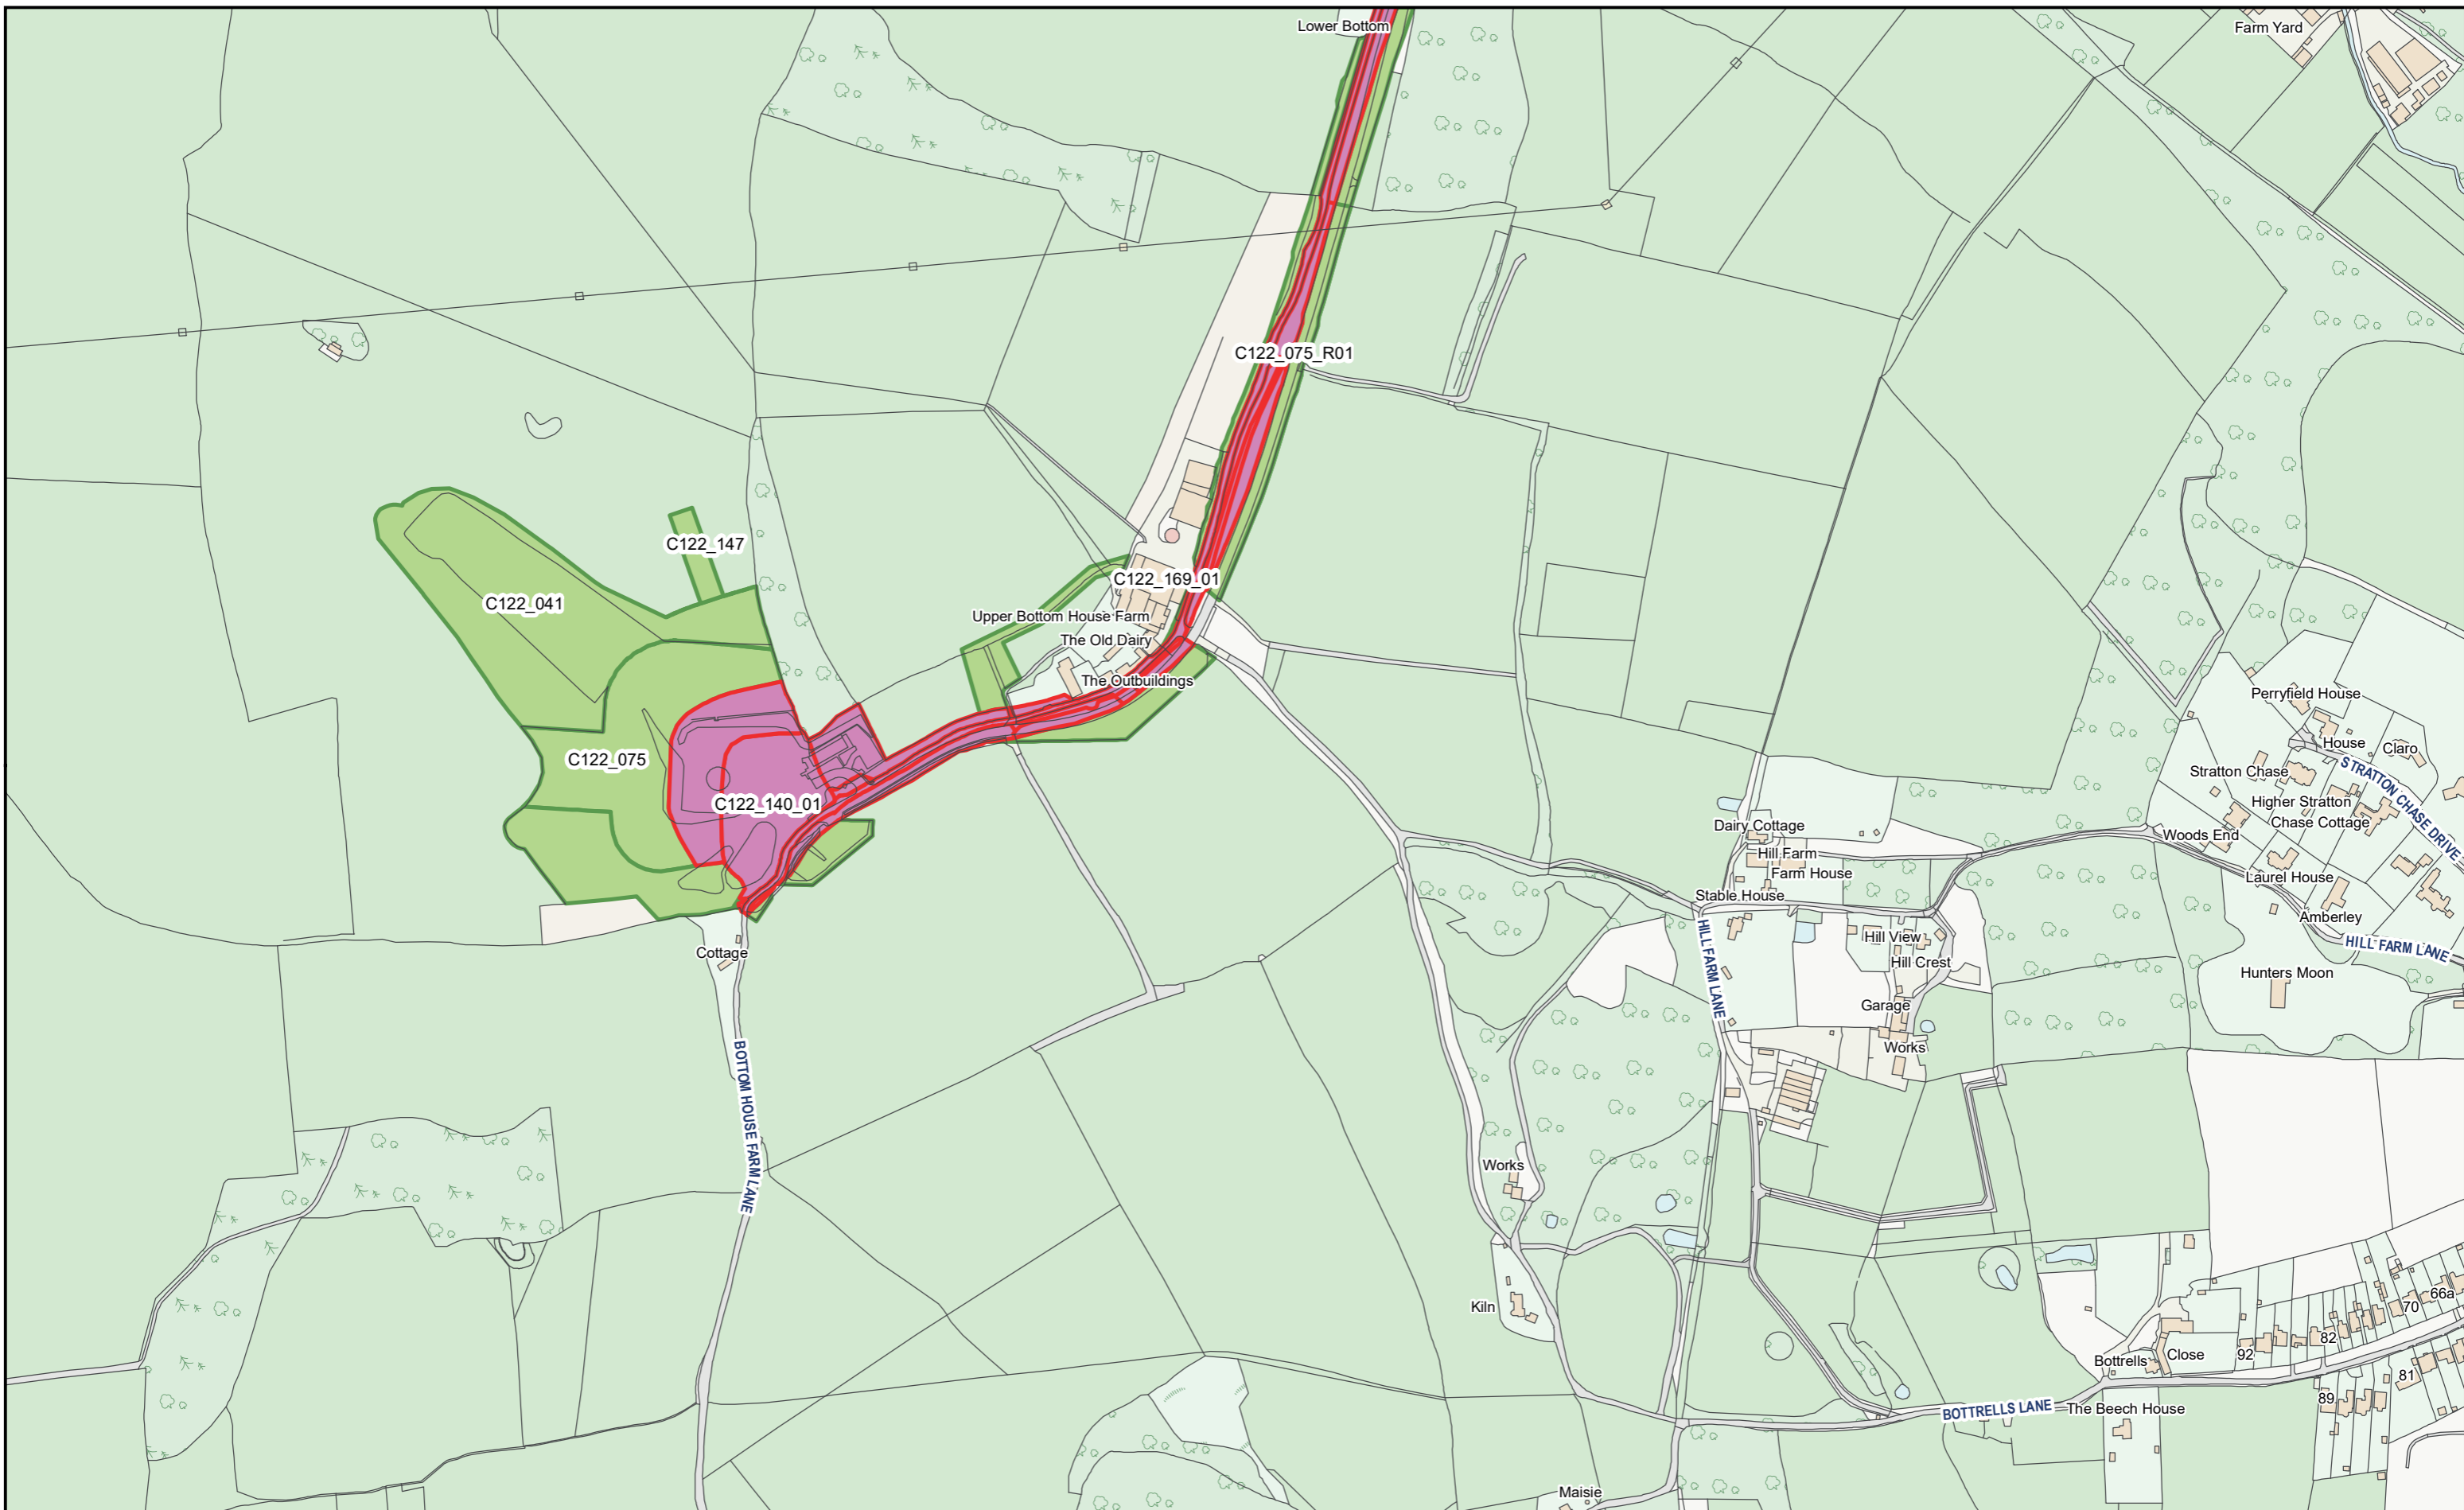 Lower Bottom
Farm Yard
C122_075_R01
C122_147
C122_041
C122_169_01
Upper Bottom House Farm
The Old Dairy
The Outbuildings
C122_075
C122_140_01
Cottage
BOTTOM HOUSE FARM LANE
Perryfield House
House
Claro
Stratton Chase
STRATTON CHASE DRIVE
Higher Stratton
Chase Cottage
Woods End
Dairy Cottage
Hill Farm
Farm House
Laurel House
Stable House
Amberley
HILL FARM LANE
Hill View
HILL FARM LANE
Hill Crest
Hunters Moon
Garage
Works
Works
Kiln
70
66a
82
Bottrells
Close
92
81
89
BOTTRELLS LANE
The Beech House
Maisie